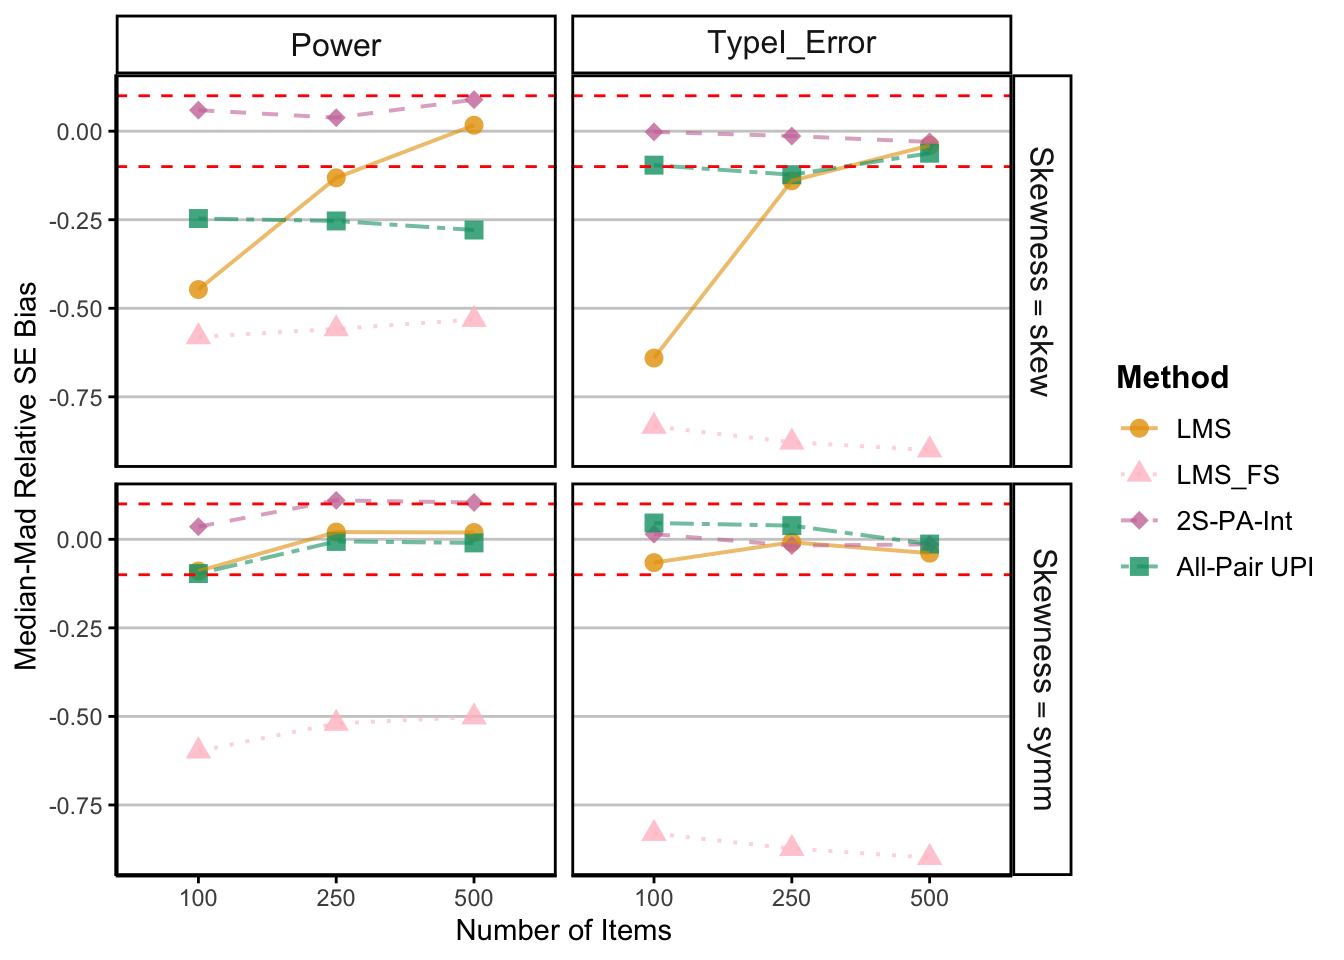 Power
TypeI_Error
Median-Mad Relative SE Bias
0.00
-0.25
-0.50
-0.75
Skewness = skew
0.00
-0.25
-0.50
-0.75
Skewness = symm
100 250 500
100 250 500
Number of Items
Method
LMS
LMS_FS
2S-PA-Int
All-Pair UPI